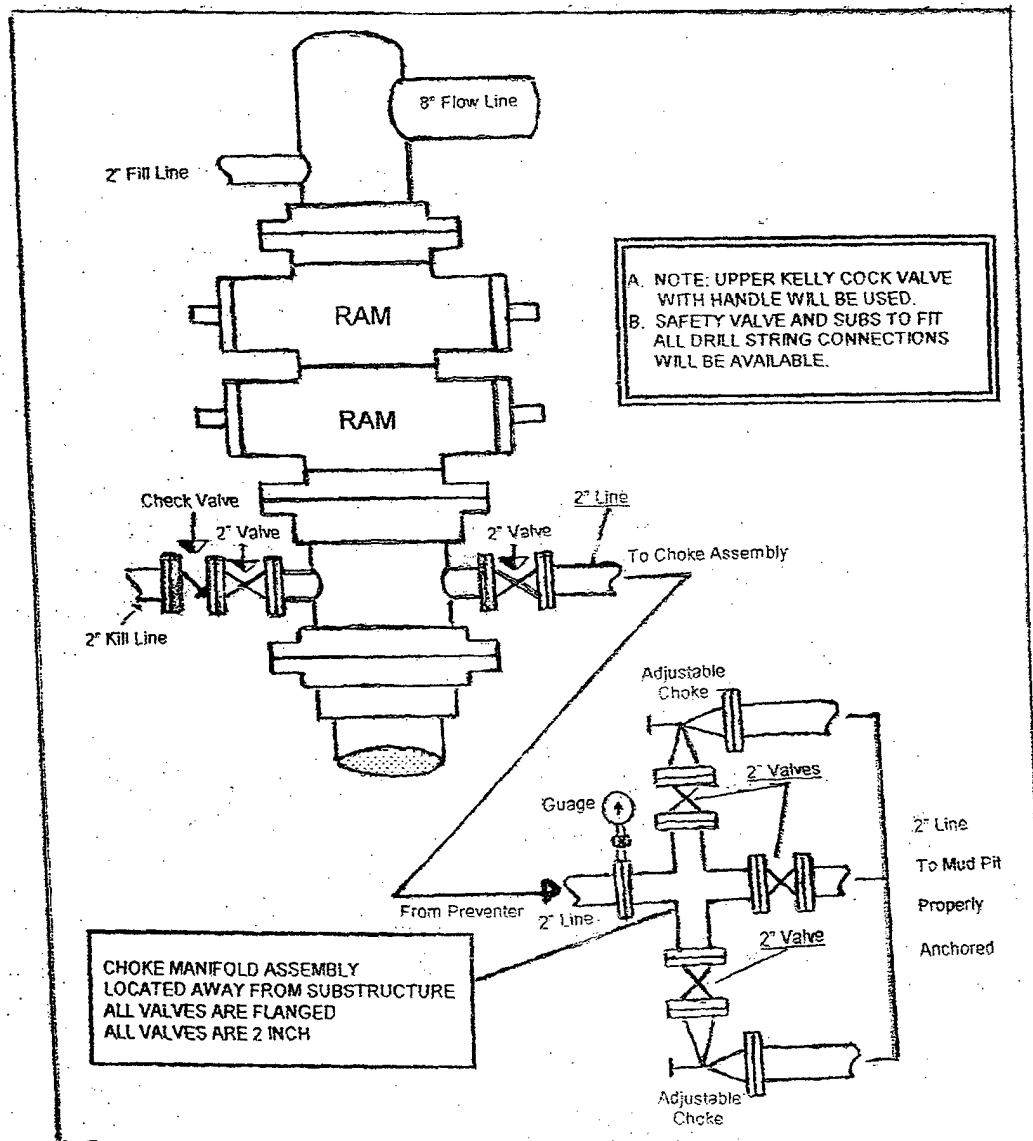 8" Flow Line
2" Fill Line
A. NOTE: UPPER KELLY COCK VALVE
WITH HANDLE WILL BE USED.
B. SAFETY VALVE AND SUBS TO FIT
ALL DRILL STRING CONNECTIONS
WILL BE AVAILABLE.
RAM
RAM
Check Valve
2" Valve
2" Valve
2" Line
To Choke Assembly
2" Kill Line
Adjustable
Choke
2" Valves
Guage
2" Line
To Mud Pit
Properly
Anchored
From Preventer
2" Line
2" Valve
CHOKE MANIFOLD ASSEMBLY
LOCATED AWAY FROM SUBSTRUCTURE
ALL VALVES ARE FLANGED
ALL VALVES ARE 2 INCH
Adjustable
Choke